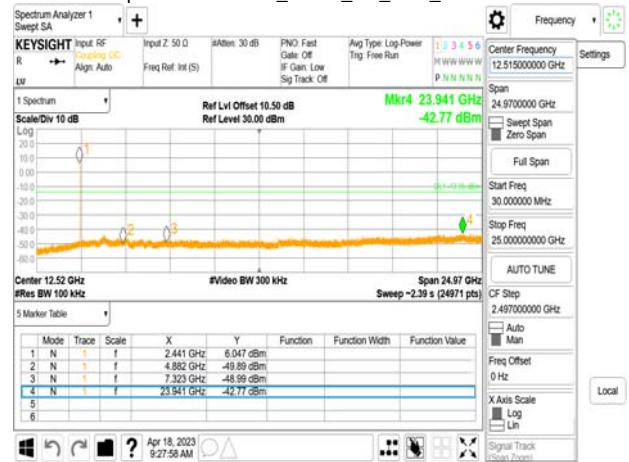 Spectrum Analyzer 1
Swept SA
Frequency
KEYSIGHT
Input: RF
Coupling: DC
Align: Auto
Input Z: 50 Ω
Freq Ref: Int (S)
#Atten: 30 dB
PNO: Fast
Gate: Off
IF Gain: Low
Sig Track: Off
Avg Type: Log-Power
Trig: Free Run
1 2 3 4 5 6
M W W W W W
P N N N N N
R
LV
1 Spectrum
Scale/Div 10 dB
Ref Lvl Offset 10.50 dB
Ref Level 30.00 dBm
Mkr4 23.941 GHz
-42.77 dBm
Log
20.0
10.0
0.00
-10.0
-20.0
-30.0
-40.0
-50.0
-60.0
1
2
3
4
Center 12.52 GHz
#Res BW 100 kHz
#Video BW 300 kHz
Span 24.97 GHz
Sweep ~2.39 s (24971 pts)
5 Marker Table
Mode Trace Scale X Y Function Function Width Function Value
1 N 1 f 2.441 GHz 6.047 dBm
2 N 1 f 4.882 GHz -49.89 dBm
3 N 1 f 7.323 GHz -48.99 dBm
4 N 1 f 23.941 GHz -42.77 dBm
5
6
Apr 18, 2023
9:27:58 AM
Center Frequency
12.515000000 GHz
Settings
Span
24.9700000 GHz
Swept Span
Zero Span
Full Span
Start Freq
30.000000 MHz
Stop Freq
25.000000000 GHz
AUTO TUNE
CF Step
2.497000000 GHz
Auto
Man
Freq Offset
0 Hz
X Axis Scale
Log
Lin
Local
Signal Track
(Span Zoom)